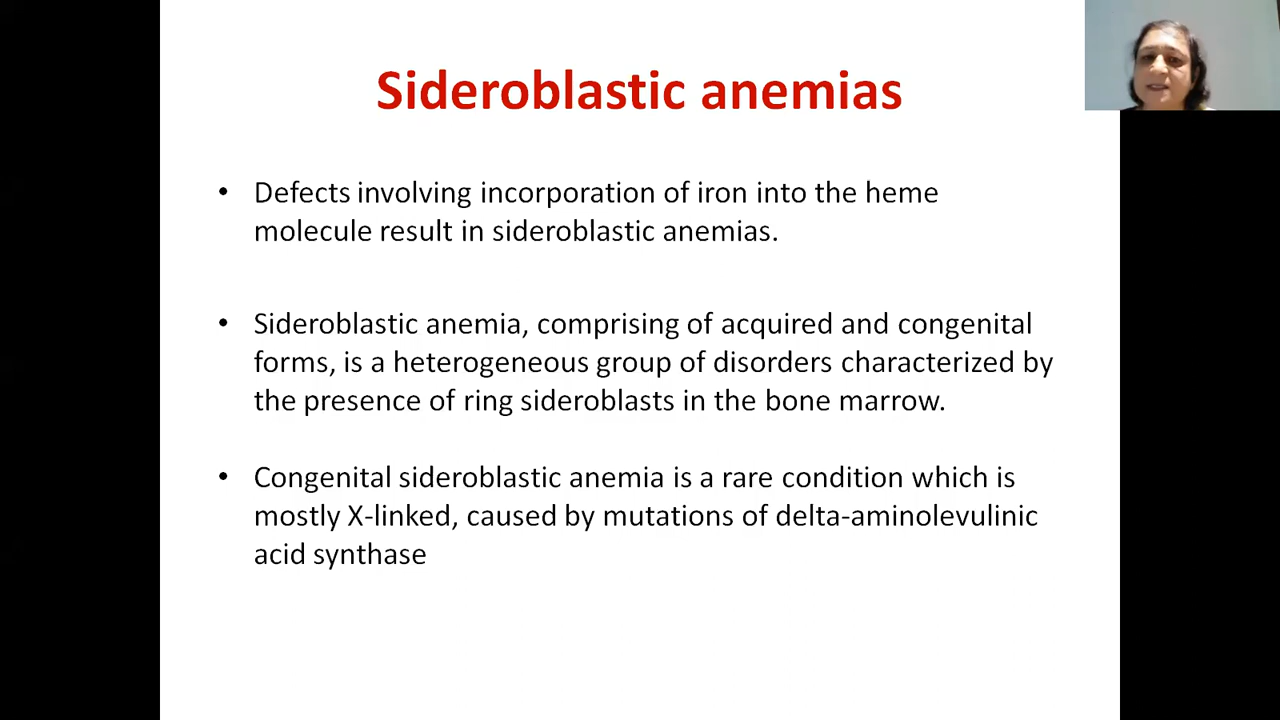 Sideroblastic anemias
• Defects involving incorporation of iron into the heme
molecule result in sideroblastic anemias.
• Sideroblastic anemia, comprising of acquired and congenital
forms, is a heterogeneous group of disorders characterized by
the presence of ring sideroblasts in the bone marrow.
• Congenital sideroblastic anemia is a rare condition which is
mostly X-linked, caused by mutations of delta-aminolevulinic
acid synthase